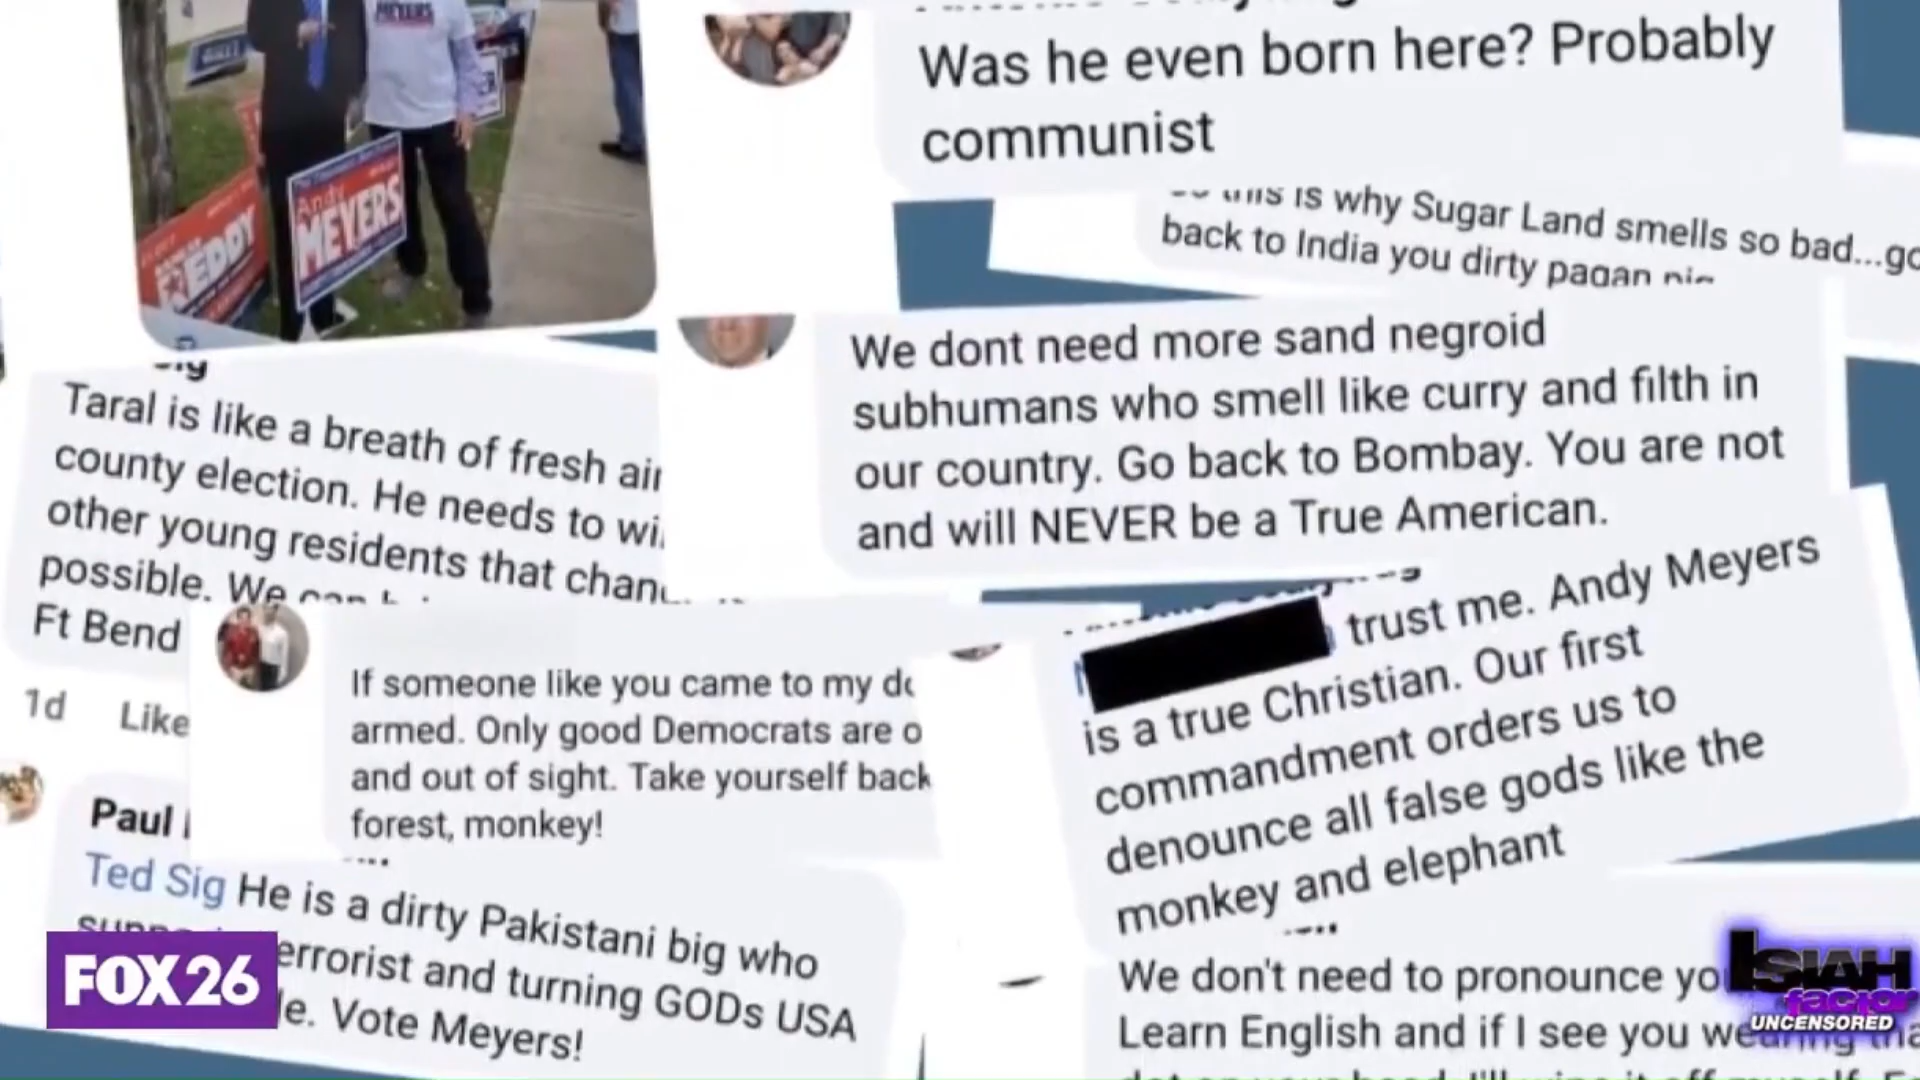 MEYERS
Andy
MEYERS
REDDY
Was he even born here? Probably
communist
this is why Sugar Land smells so bad...go
back to India you dirty pagan pig
We dont need more sand negroid
subhumans who smell like curry and filth in
our country. Go back to Bombay. You are not
and will NEVER be a True American.
Taral is like a breath of fresh air
county election. He needs to wi
other young residents that chan
possible. We can
Ft Bend
1d Like
If someone like you came to my do
armed. Only good Democrats are o
and out of sight. Take yourself back
forest, monkey!
trust me. Andy Meyers
is a true Christian. Our first
commandment orders us to
denounce all false gods like the
monkey and elephant
Paul
Ted Sig He is a dirty Pakistani big who
errorist and turning GODs USA
le. Vote Meyers!
We don't need to pronounce yo
Learn English and if I see you wearing tha
FOX 26
ISIAH
factor
UNCENSORED